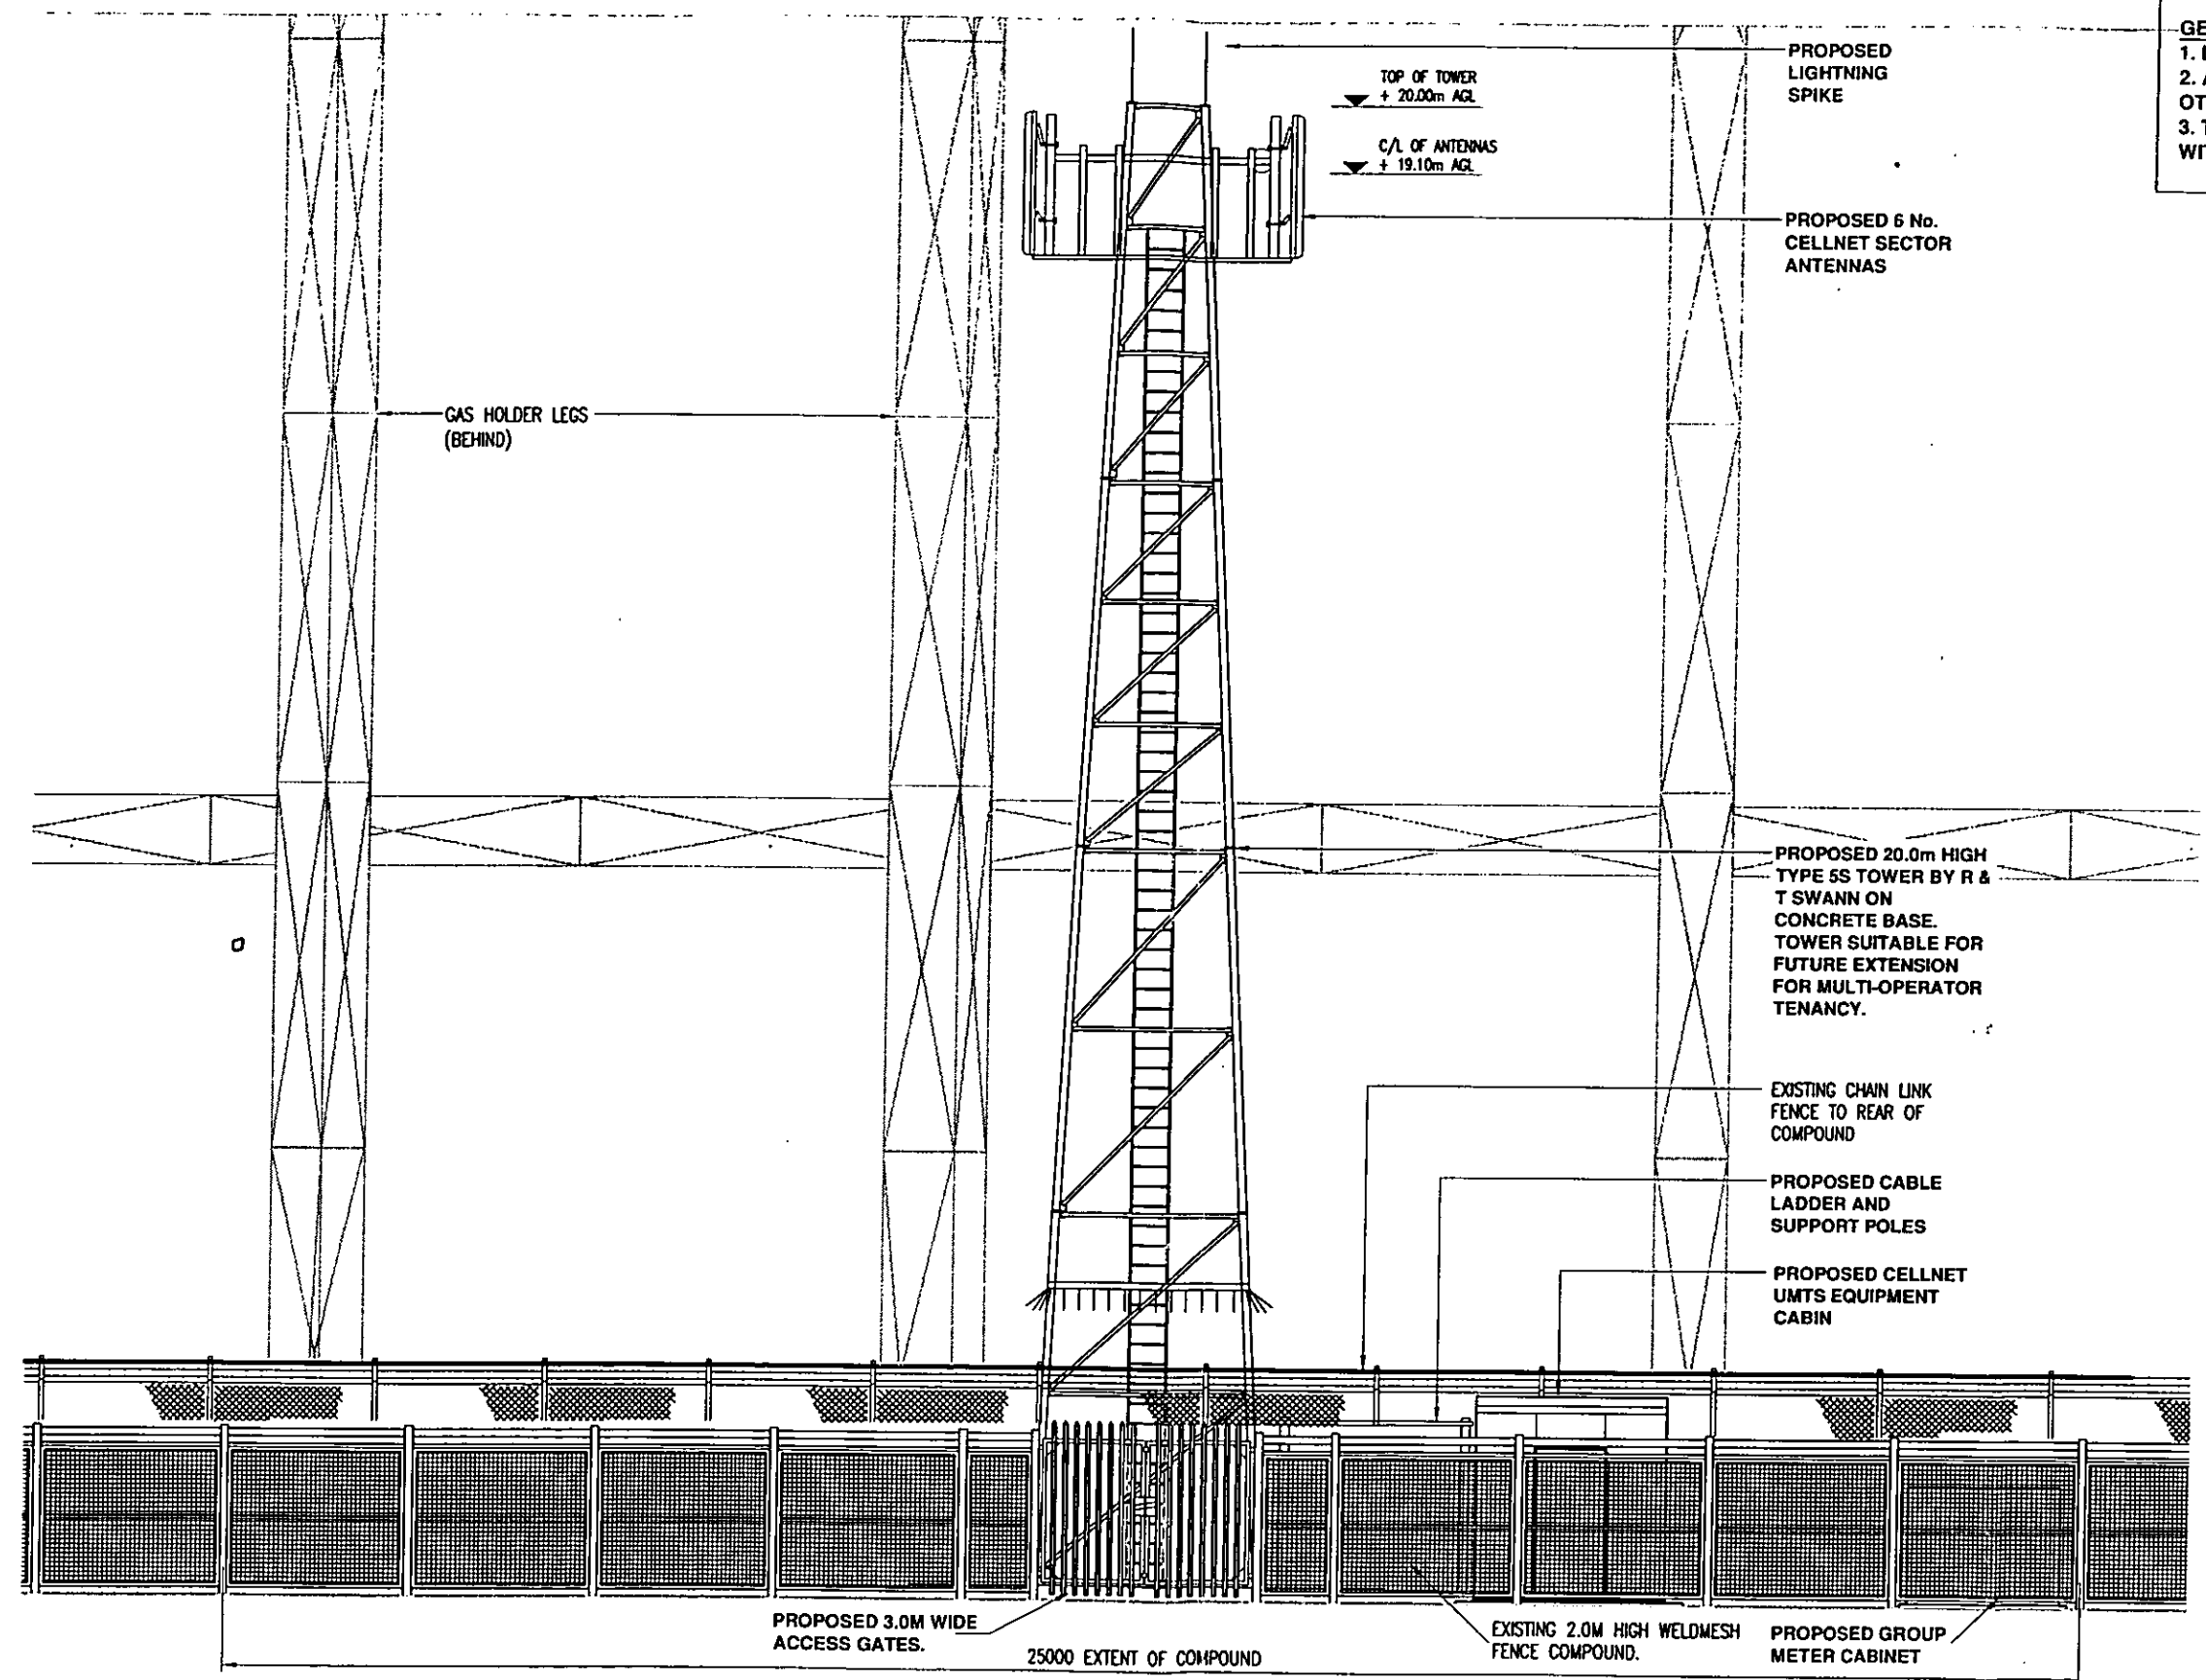 PROPOSED
LIGHTNING
SPIKE
TOP OF TOWER
+ 20.00m AGL
C/L OF ANTENNAS
+ 19.10m AGL
PROPOSED 6 No.
CELLNET SECTOR
ANTENNAS
GAS HOLDER LEGS
(BEHIND)
PROPOSED 20.0m HIGH
TYPE 5S TOWER BY R &
T SWANN ON
CONCRETE BASE.
TOWER SUITABLE FOR
FUTURE EXTENSION
FOR MULTI-OPERATOR
TENANCY.
EXISTING CHAIN LINK
FENCE TO REAR OF
COMPOUND
PROPOSED CABLE
LADDER AND
SUPPORT POLES
PROPOSED CELLNET
UMTS EQUIPMENT
CABIN
PROPOSED 3.0M WIDE
ACCESS GATES.
EXISTING 2.0M HIGH WELDMESH
FENCE COMPOUND.
PROPOSED GROUP
METER CABINET
25000 EXTENT OF COMPOUND
1.
2.
3.